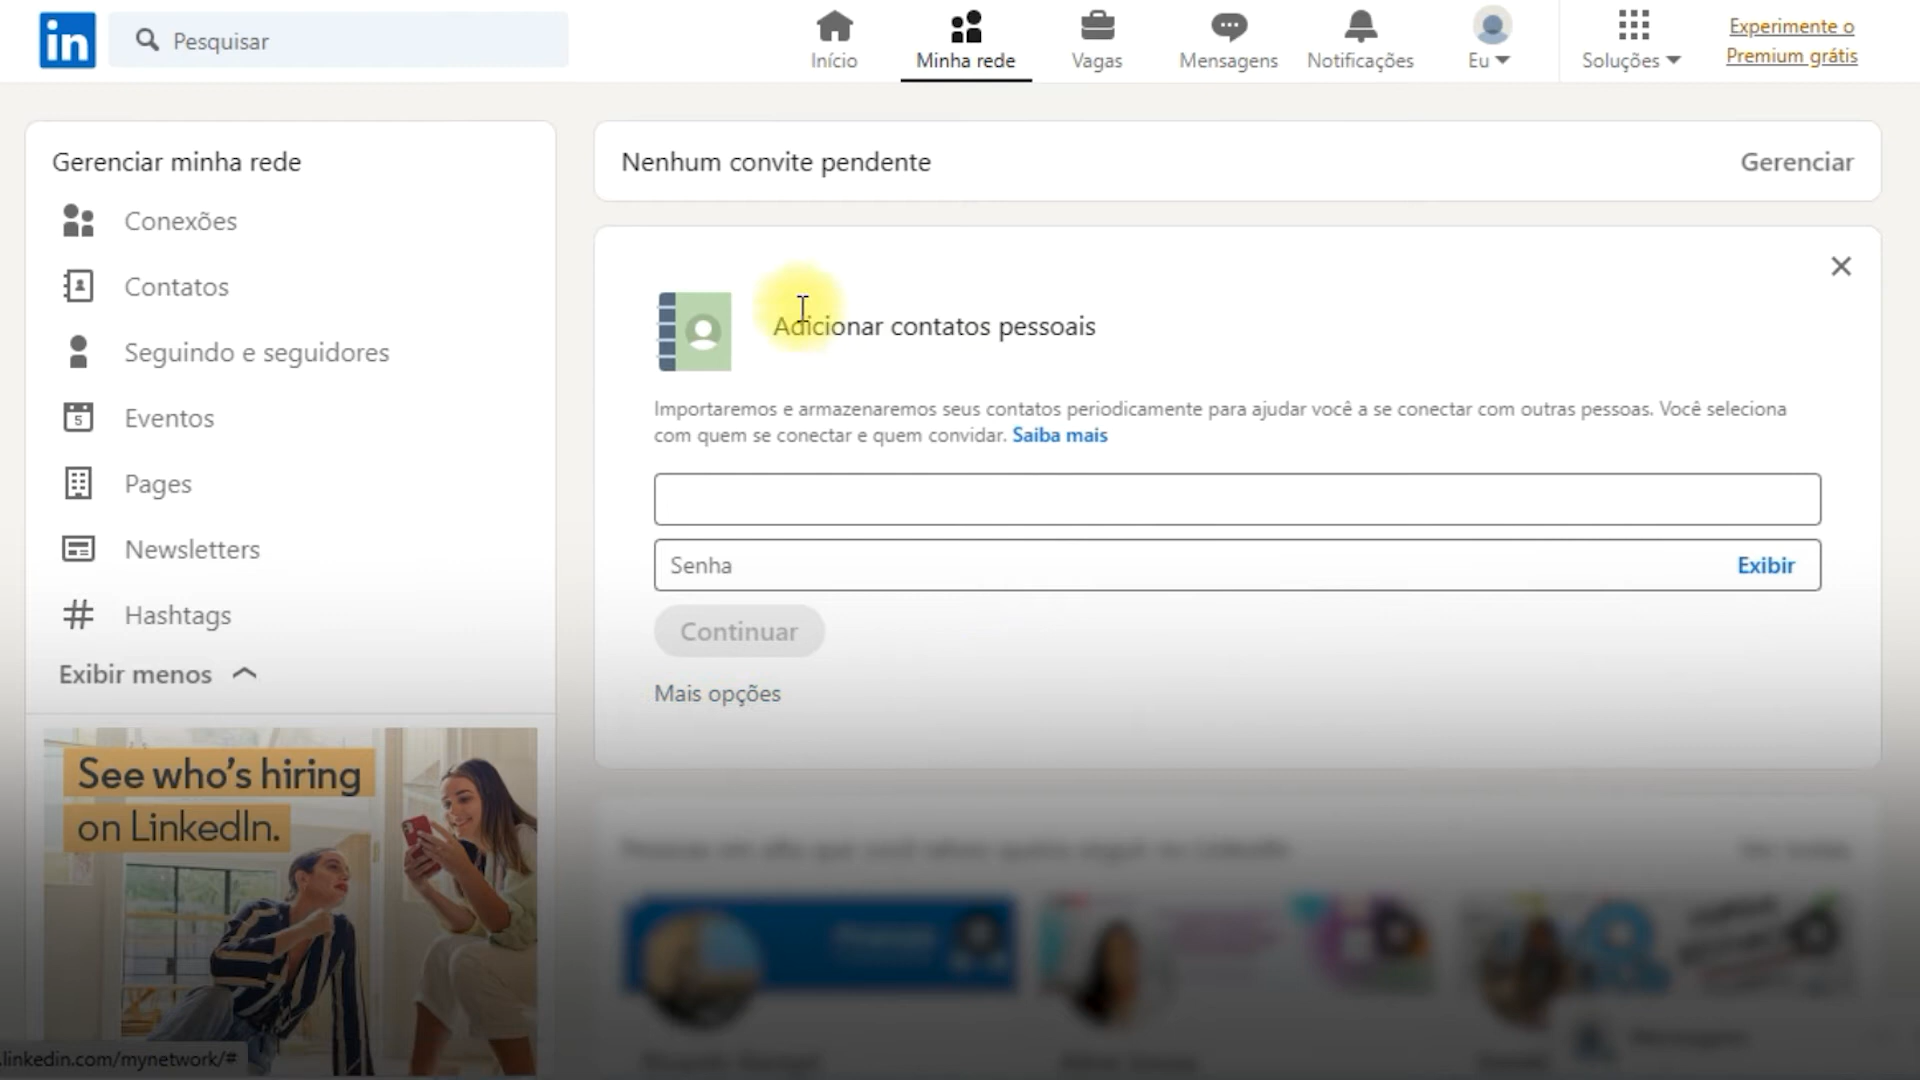 in
Pesquisar
Início
Minha rede
Vagas
Mensagens
Notificações
Eu
Soluções
Experimente o
Premium grátis
Gerenciar minha rede
Conexões
Contatos
Seguindo e seguidores
5
Eventos
Pages
Newsletters
Hashtags
Exibir menos
See who's hiring
on LinkedIn.
linkedin.com/mynetwork/#
Nenhum convite pendente
Gerenciar
Adicionar contatos pessoais
Importaremos e armazenaremos seus contatos periodicamente para ajudar você a se conectar com outras pessoas. Você seleciona
com quem se conectar e quem convidar. Saiba mais
Senha
Exibir
Continuar
Mais opções